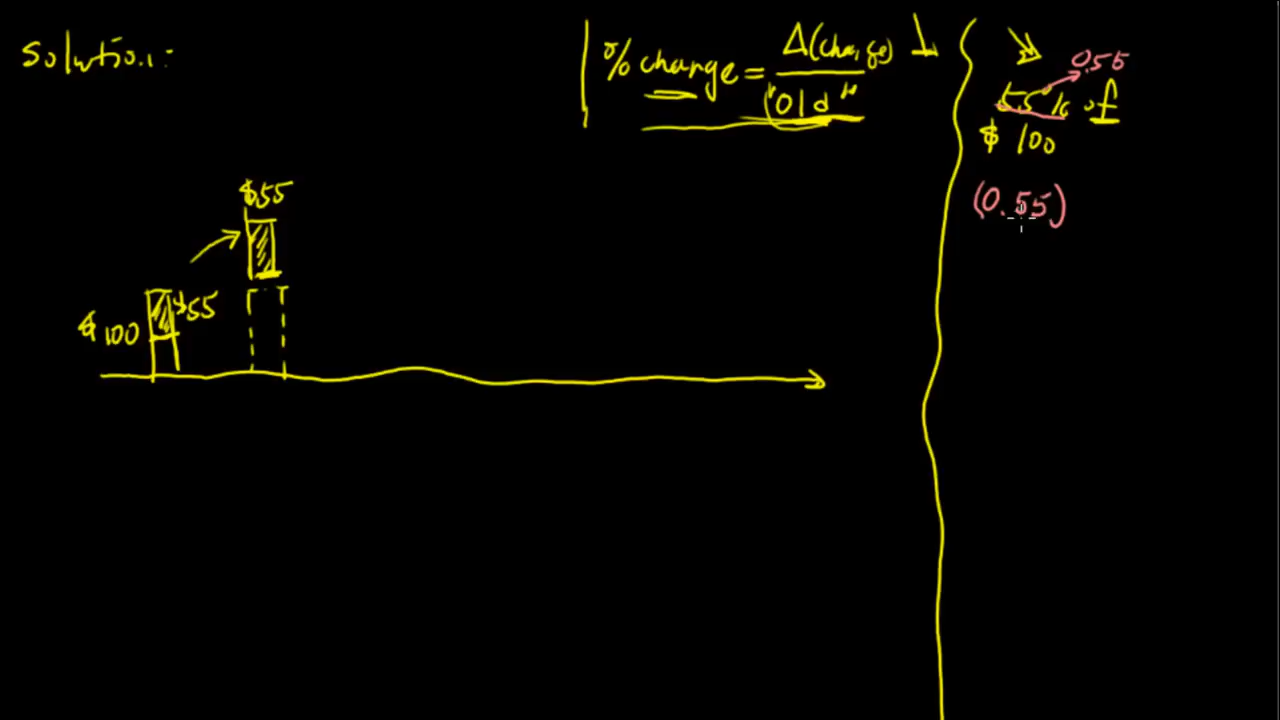 Solution:
% change = Δ(change)
"Old"
0.55
55% of
$ 100
(0.55)
$55
$100
$55